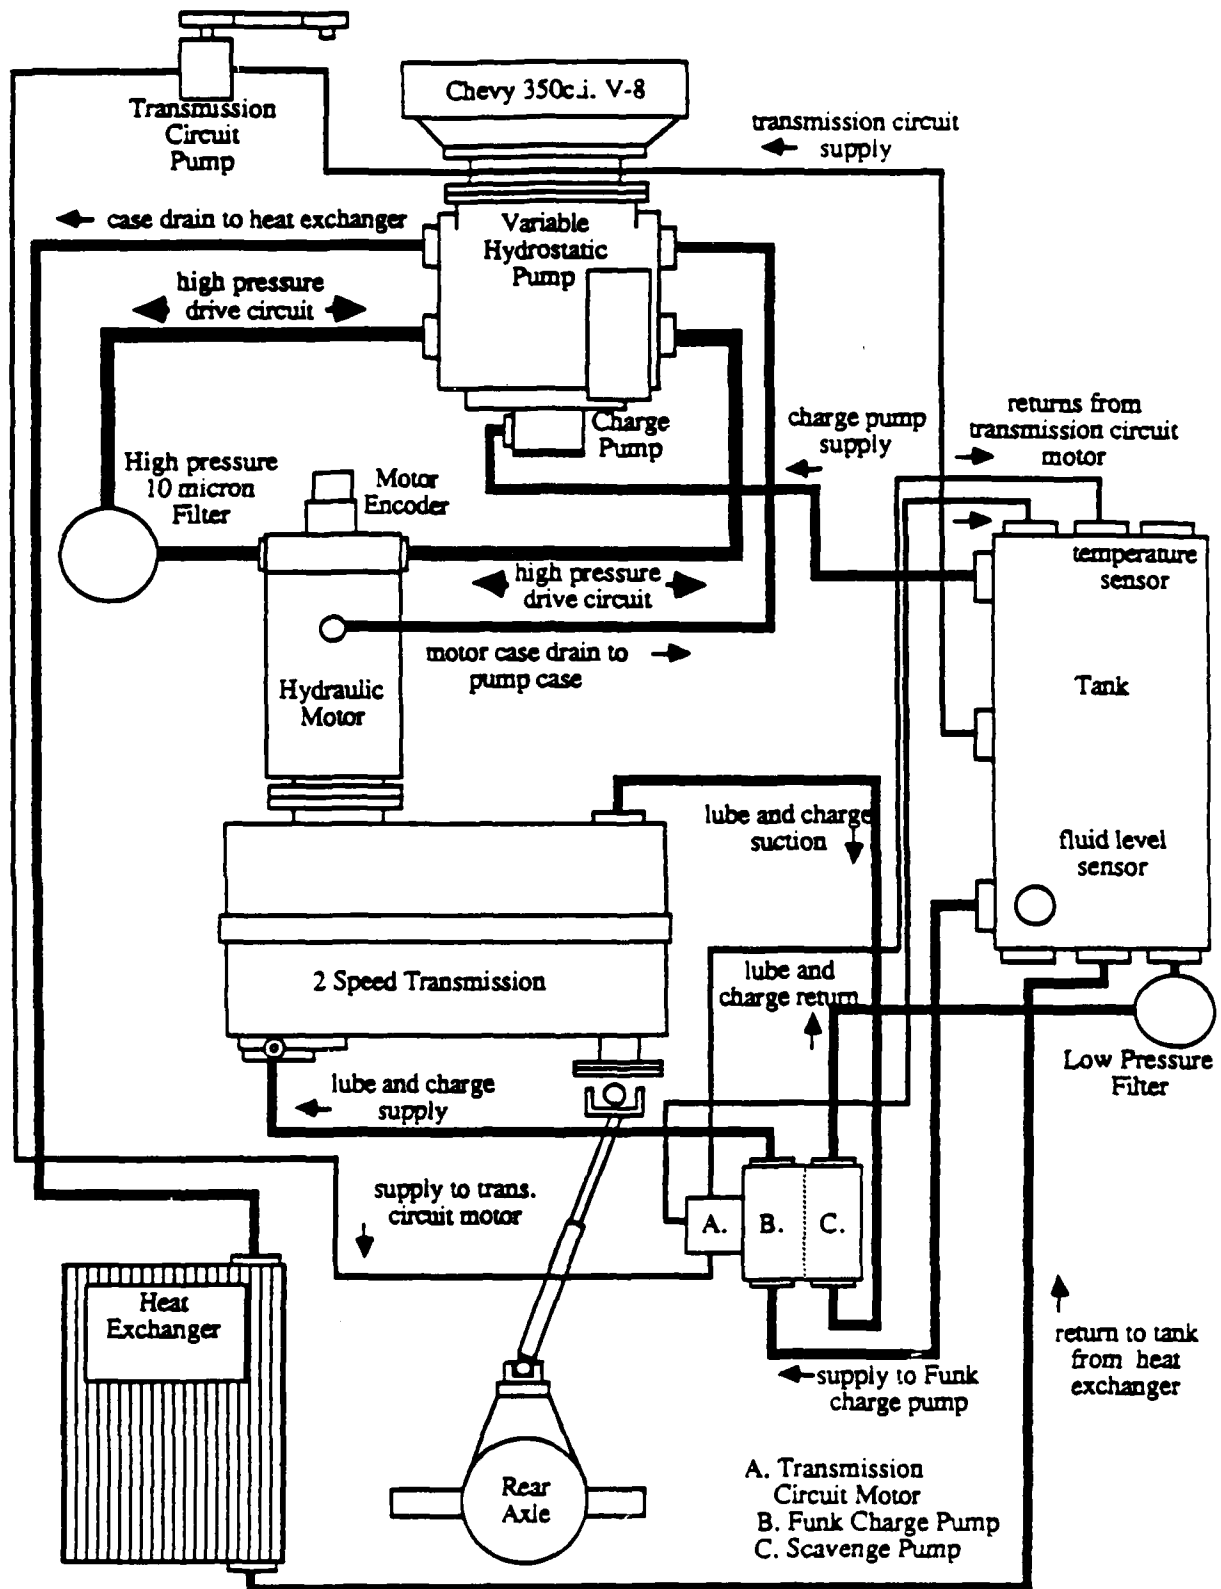 Chevy 350c.i. V-8
Transmission
Circuit
Pump
transmission circuit
supply
case drain to heat exchanger
Variable
Hydrostatic
Pump
high pressure
drive circuit
Charge
Pump
charge pump
supply
returns from
transmission circuit
motor
High pressure
10 micron
Filter
Motor
Encoder
temperature
sensor
high pressure
drive circuit
motor case drain to
pump case
Hydraulic
Motor
Tank
lube and charge
suction
fluid level
sensor
2 Speed Transmission
lube and
charge return
Low Pressure
Filter
lube and charge
supply
supply to trans.
circuit motor
A.
B.
C.
Heat
Exchanger
return to tank
from heat
exchanger
supply to Funk
charge pump
Rear
Axle
A. Transmission
Circuit Motor
B. Funk Charge Pump
C. Scavenge Pump